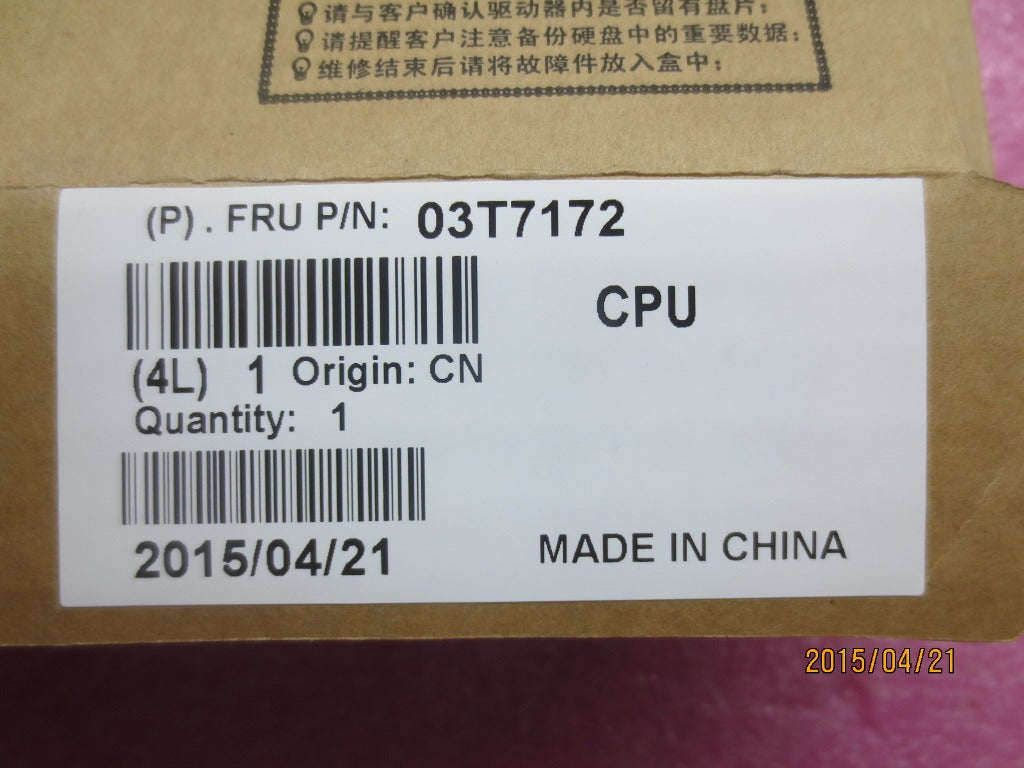 请与客户确认驱动器内是否留有盘片;
请提醒客户注意备份硬盘中的重要数据;
维修结束后请将故障件放入盒中;
(P) . FRU P/N: 03T7172
CPU
(4L) 1 Origin: CN
Quantity: 1
2015/04/21
MADE IN CHINA
2015/04/21